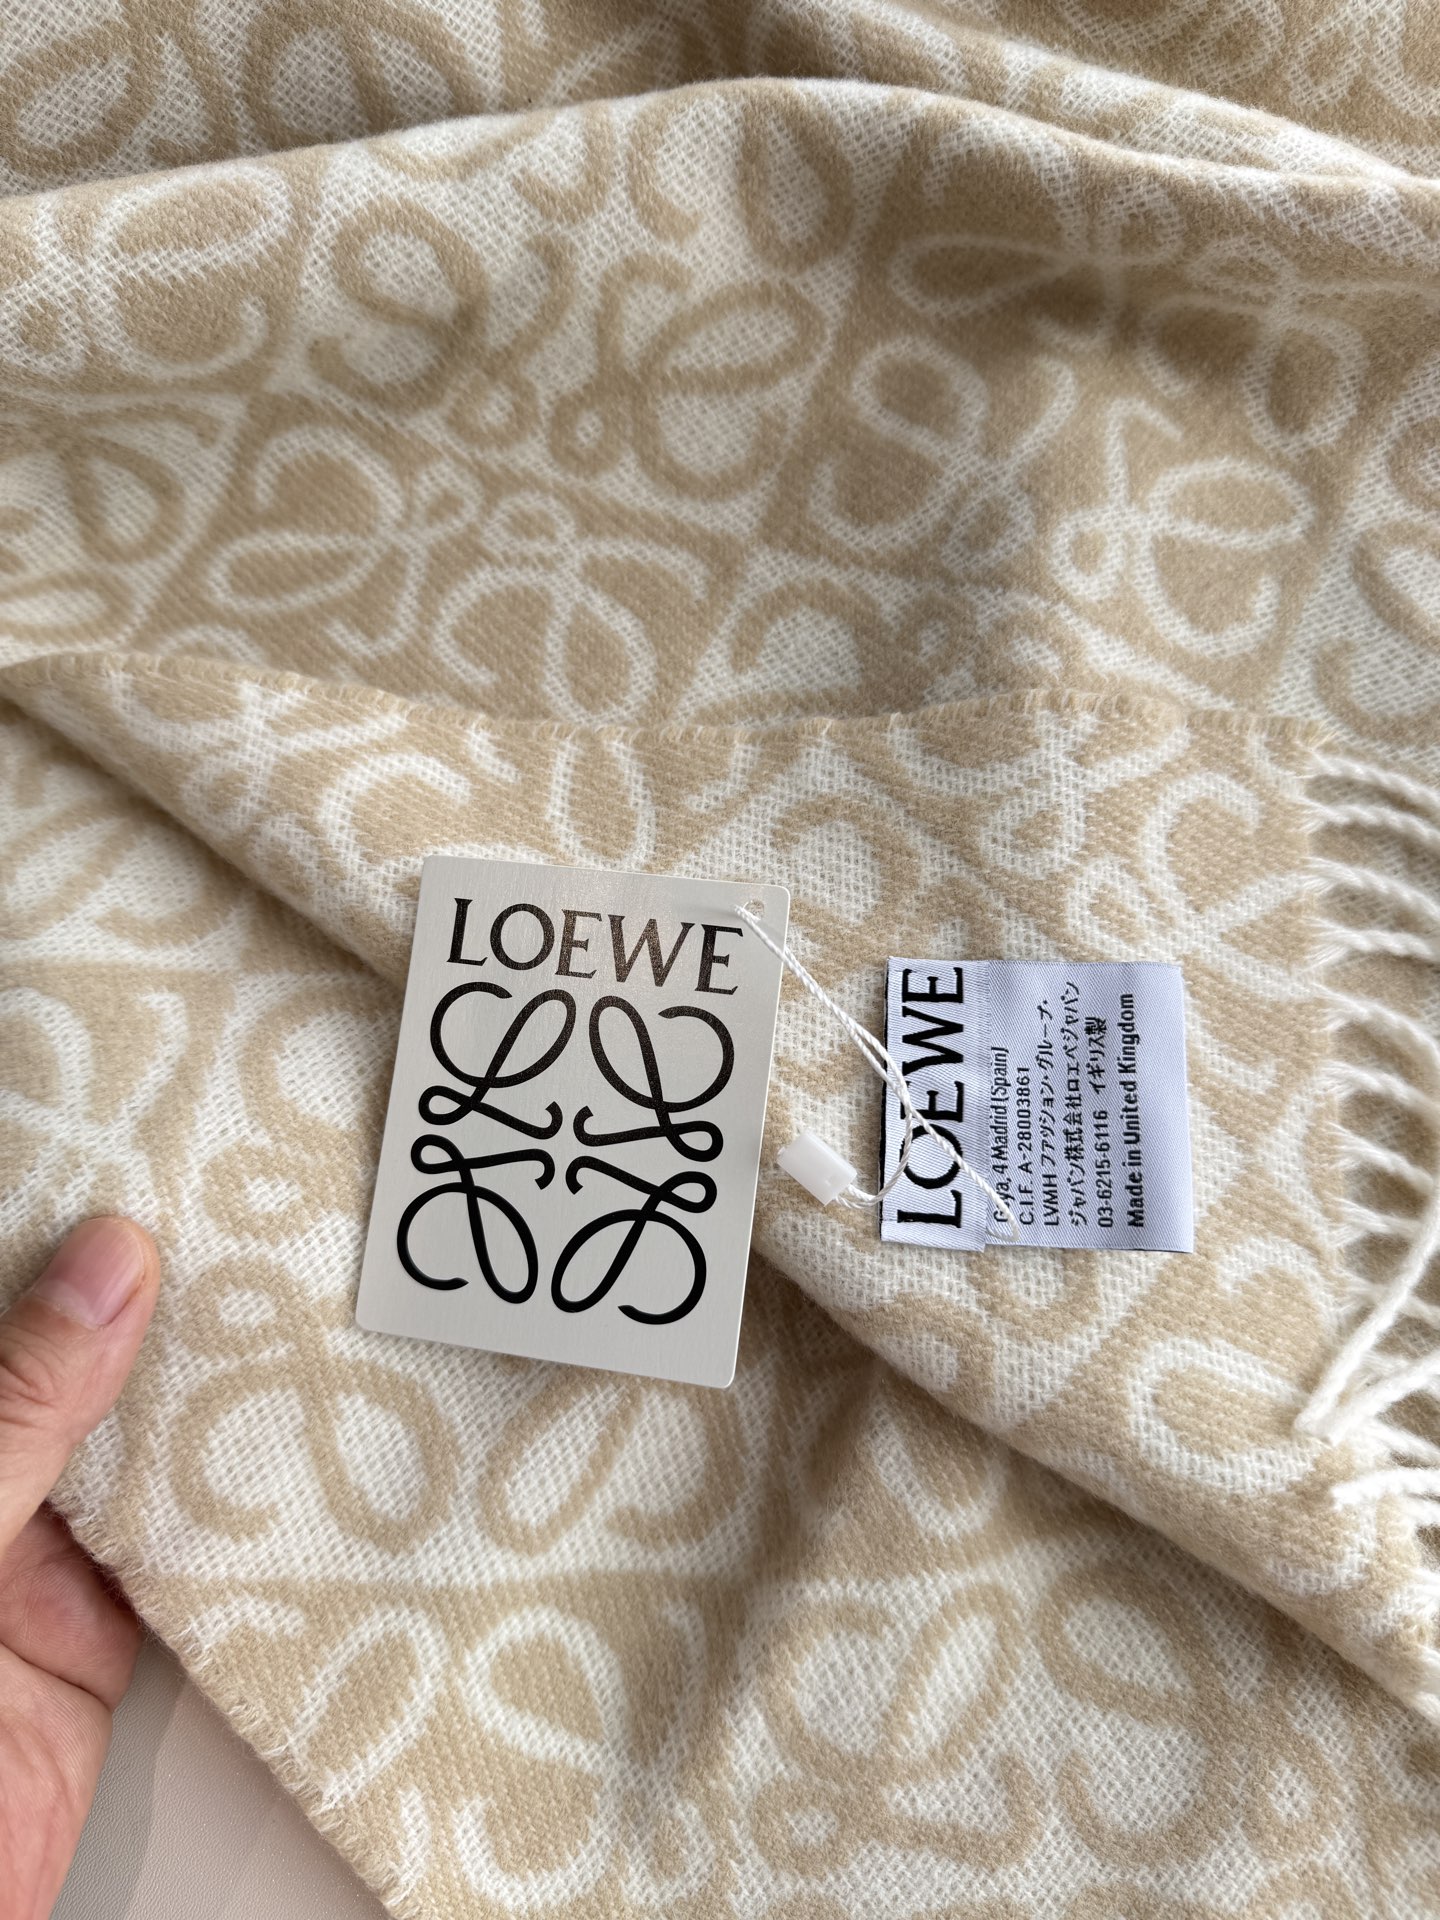 LOEWE
LOEWE
Goya, 4 Madrid [Spain]
C.I.F. A-28003861
LVMH ファッション・グループ・
ジャパン株式会社ロエベジャパン
03-6215-6116 イギリス製
Made in United Kingdom